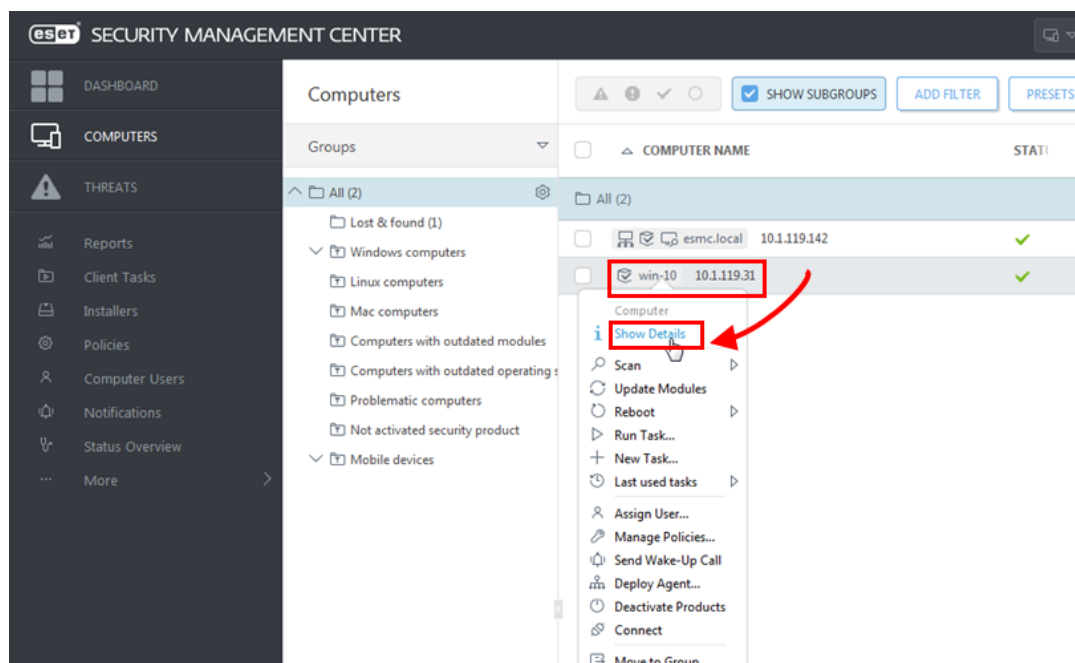 eset SECURITY MANAGEMENT CENTER
DASHBOARD
COMPUTERS
THREATS
Reports
Client Tasks
Installers
Policies
Computer Users
Notifications
Status Overview
More
Computers
Groups
All (2)
Lost & found (1)
Windows computers
Linux computers
Mac computers
Computers with outdated modules
Computers with outdated operating s
Problematic computers
Not activated security product
Mobile devices
SHOW SUBGROUPS ADD FILTER PRESETS
COMPUTER NAME STAT
All (2)
esmc.local 10.1.119.142
win-10 10.1.119.31
Computer
Show Details
Scan
Update Modules
Reboot
Run Task...
New Task...
Last used tasks
Assign User...
Manage Policies...
Send Wake-Up Call
Deploy Agent...
Deactivate Products
Connect
Move to Group